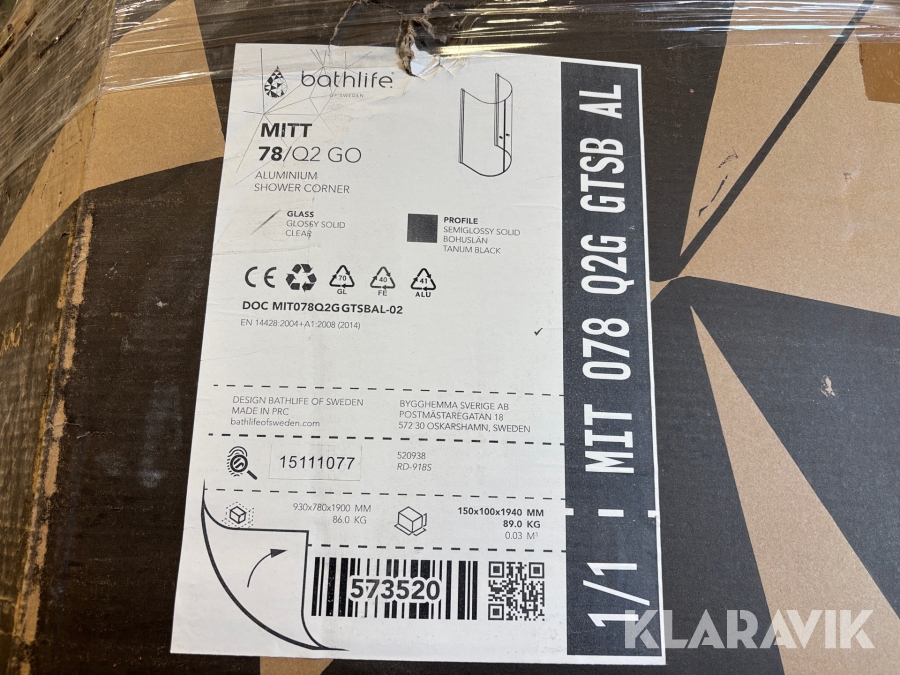 bathlife
OF SWEDEN
MITT
78/Q2 GO
ALUMINIUM
SHOWER CORNER
GLASS
GLOSSY SOLID
CLEAR
PROFILE
SEMIGLOSSY SOLID
BOHUSLÄN
TANUM BLACK
CE
70
GL
40
FE
41
ALU
DOC MIT078Q2GGTSBAL-02
EN 14428:2004+A1:2008 (2014)
DESIGN BATHLIFE OF SWEDEN
MADE IN PRC
bathlifeofsweden.com
BYGGHEMMA SVERIGE AB
POSTMÄSTAREGATAN 18
572 30 OSKARSHAMN, SWEDEN
15111077
520938
RD-918S
930x780x1900 MM
86.0 KG
150x100x1940 MM
89.0 KG
0.03 M³
573520
1/1 - MIT 078 Q2G GTSB AL
KLARAVIK